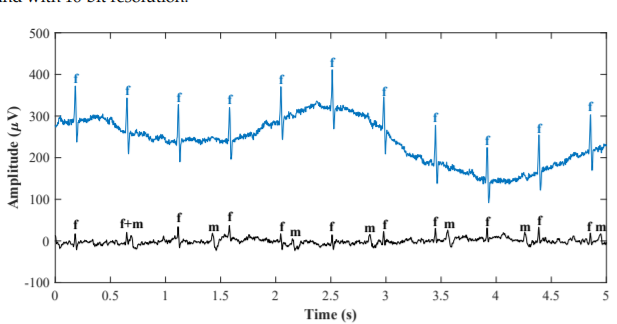 and with 16-bit resolution.
500
400
300
200
100
0
-100
Amplitude (μV)
f f f f f f f f f f f
f f+m f m f f m f m f f m f m f f m
0 0.5 1 1.5 2 2.5 3 3.5 4 4.5 5
Time (s)